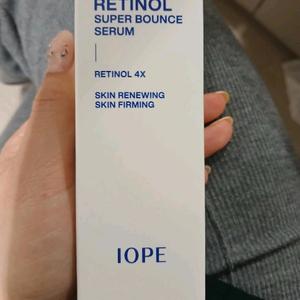 RETINOL
SUPER BOUNCE
SERUM
RETINOL 4X
SKIN RENEWING
SKIN FIRMING
IOPE